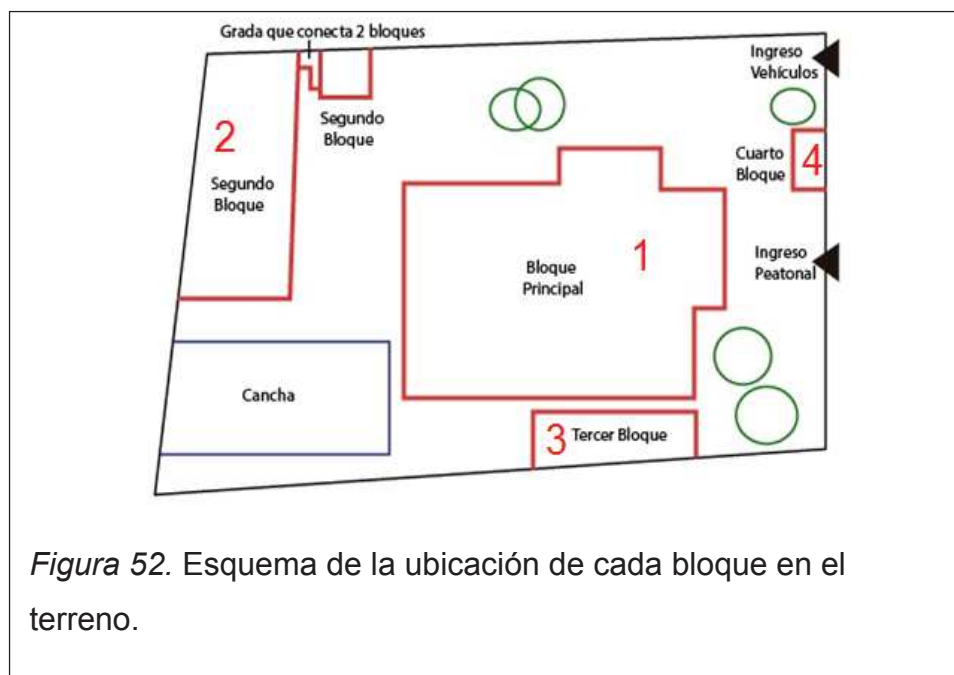 Grada que conecta 2 bloques
Ingreso
Vehículos
Segundo
Bloque
2
Segundo
Bloque
Cuarto
Bloque
4
1
Bloque
Principal
Ingreso
Peatonal
Cancha
3
Tercer Bloque
Figura 52. Esquema de la ubicación de cada bloque en el
terreno.